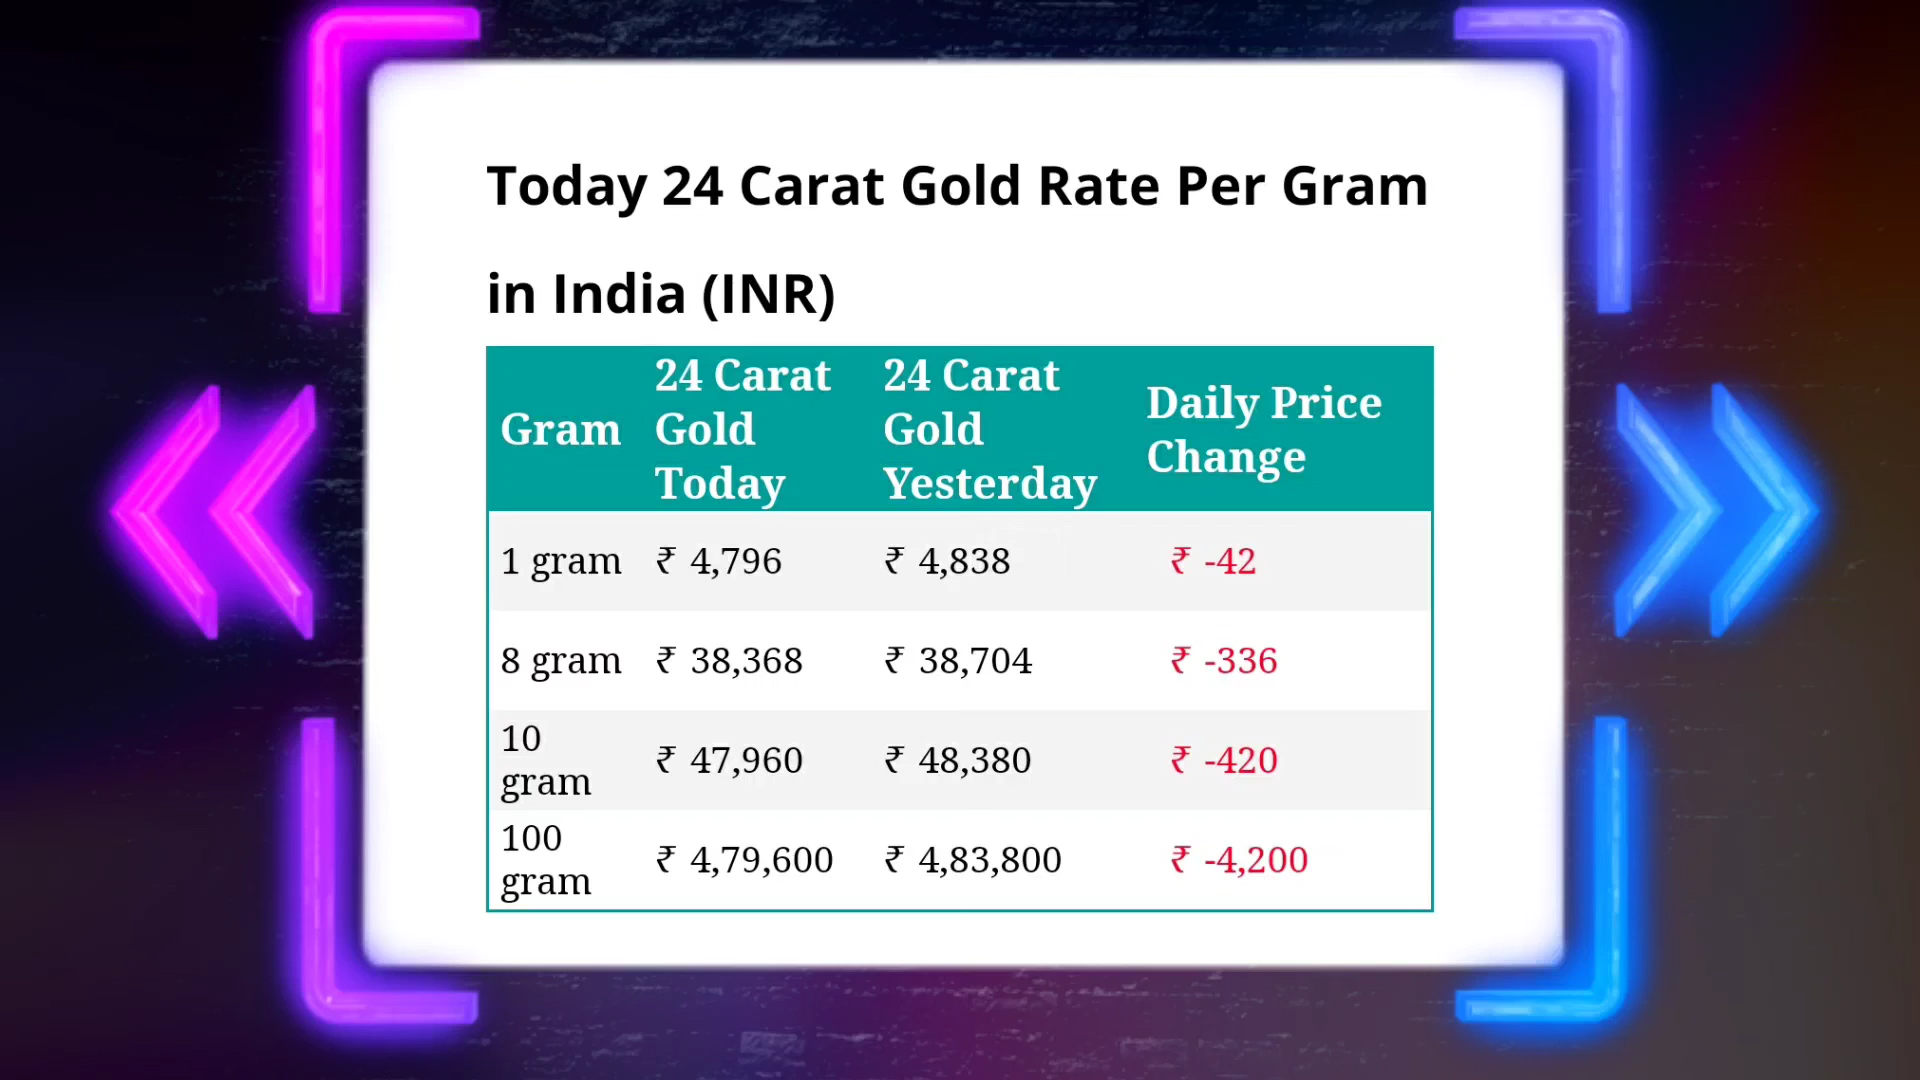 Today 24 Carat Gold Rate Per Gram
in India (INR)
Gram 24 Carat Gold Today 24 Carat Gold Yesterday Daily Price Change
1 gram ₹ 4,796 ₹ 4,838 ₹ -42
8 gram ₹ 38,368 ₹ 38,704 ₹ -336
10 gram ₹ 47,960 ₹ 48,380 ₹ -420
100 gram ₹ 4,79,600 ₹ 4,83,800 ₹ -4,200